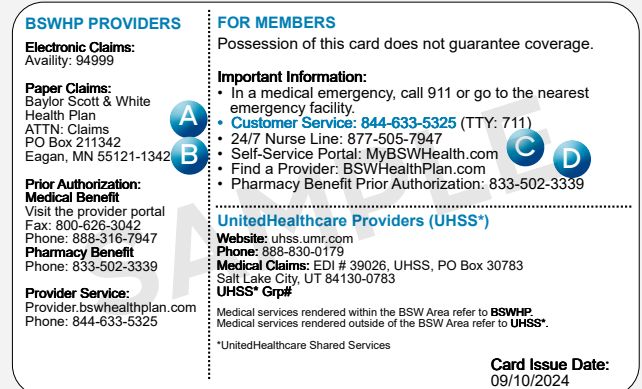 BSWHP PROVIDERS
Electronic Claims:
Availity: 94999
Paper Claims:
Baylor Scott & White
Health Plan
ATTN: Claims
PO Box 211342
Eagan, MN 55121-1342
A
B
Prior Authorization:
Medical Benefit
Visit the provider portal
Fax: 800-626-3042
Phone: 888-316-7947
Pharmacy Benefit
Phone: 833-502-3339
Provider Service:
Provider.bswhealthplan.com
Phone: 844-633-5325
FOR MEMBERS
Possession of this card does not guarantee coverage.
Important Information:
• In a medical emergency, call 911 or go to the nearest
emergency facility.
• Customer Service: 844-633-5325 (TTY: 711)
• 24/7 Nurse Line: 877-505-7947
• Self-Service Portal: MyBSWHealth.com
• Find a Provider: BSWHealthPlan.com
• Pharmacy Benefit Prior Authorization: 833-502-3339
C
D
SAMPLE
UnitedHealthcare Providers (UHSS*)
Website: uhss.umr.com
Phone: 888-830-0179
Medical Claims: EDI # 39026, UHSS, PO Box 30783
Salt Lake City, UT 84130-0783
UHSS* Grp#
Medical services rendered within the BSW Area refer to BSWHP.
Medical services rendered outside of the BSW Area refer to UHSS*.
*UnitedHealthcare Shared Services
Card Issue Date:
09/10/2024